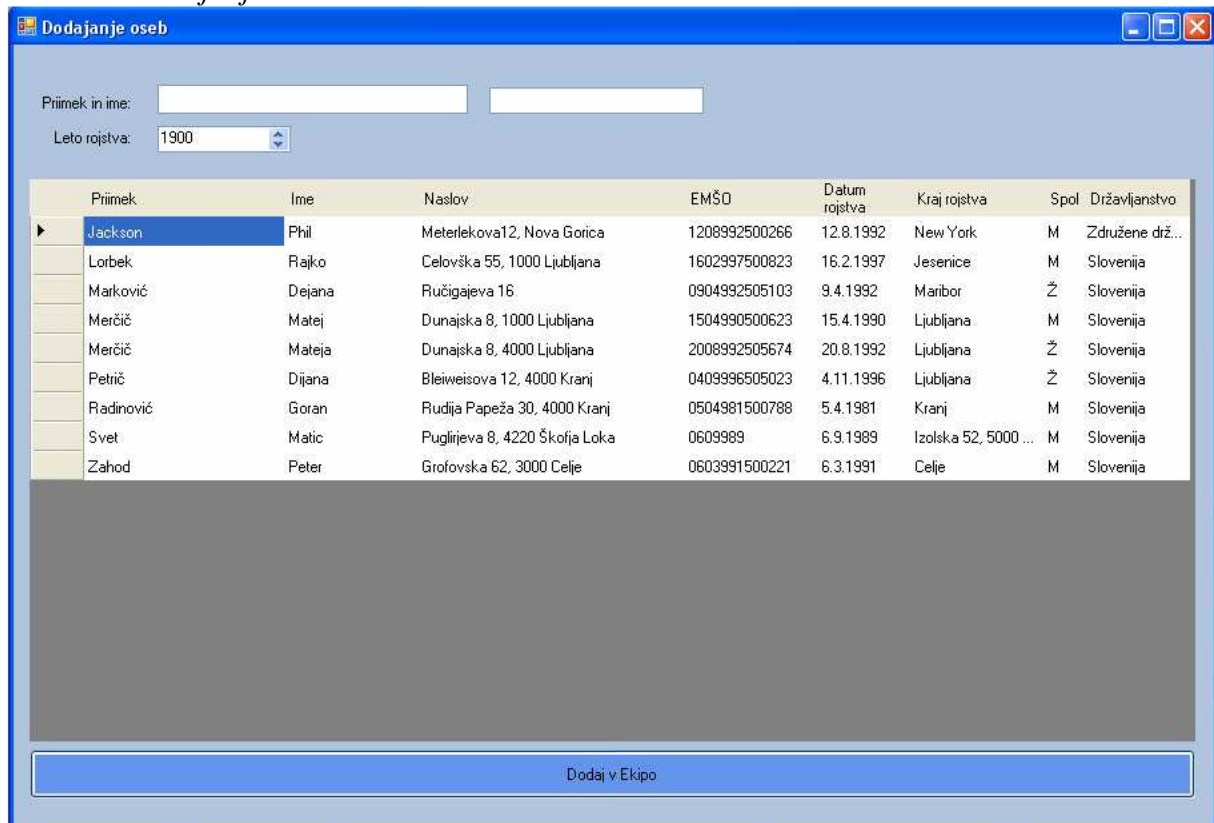 Dodajanje oseb
Priimek in ime:
Leto rojstva: 1900
Priimek Ime Naslov EMŠO Datum rojstva Kraj rojstva Spol Državljanstvo
Jackson Phil Meterlekova12, Nova Gorica 1208992500266 12.8.1992 New York M Združene drž...
Lorbek Rajko Celovška 55, 1000 Ljubljana 1602997500823 16.2.1997 Jesenice M Slovenija
Marković Dejana Ručigajeva 16 0904992505103 9.4.1992 Maribor Ž Slovenija
Merčič Matej Dunajska 8, 1000 Ljubljana 1504990500623 15.4.1990 Ljubljana M Slovenija
Merčič Mateja Dunajska 8, 4000 Ljubljana 2008992505674 20.8.1992 Ljubljana Ž Slovenija
Petrič Dijana Bleiweisova 12, 4000 Kranj 0409996505023 4.11.1996 Ljubljana Ž Slovenija
Radinović Goran Rudija Papeža 30, 4000 Kranj 0504981500788 5.4.1981 Kranj M Slovenija
Svet Matic Puglirjeva 8, 4220 Škofja Loka 0609989 6.9.1989 Izolska 52, 5000 ... M Slovenija
Zahod Peter Grofovska 62, 3000 Celje 0603991500221 6.3.1991 Celje M Slovenija
Dodaj v Ekipo